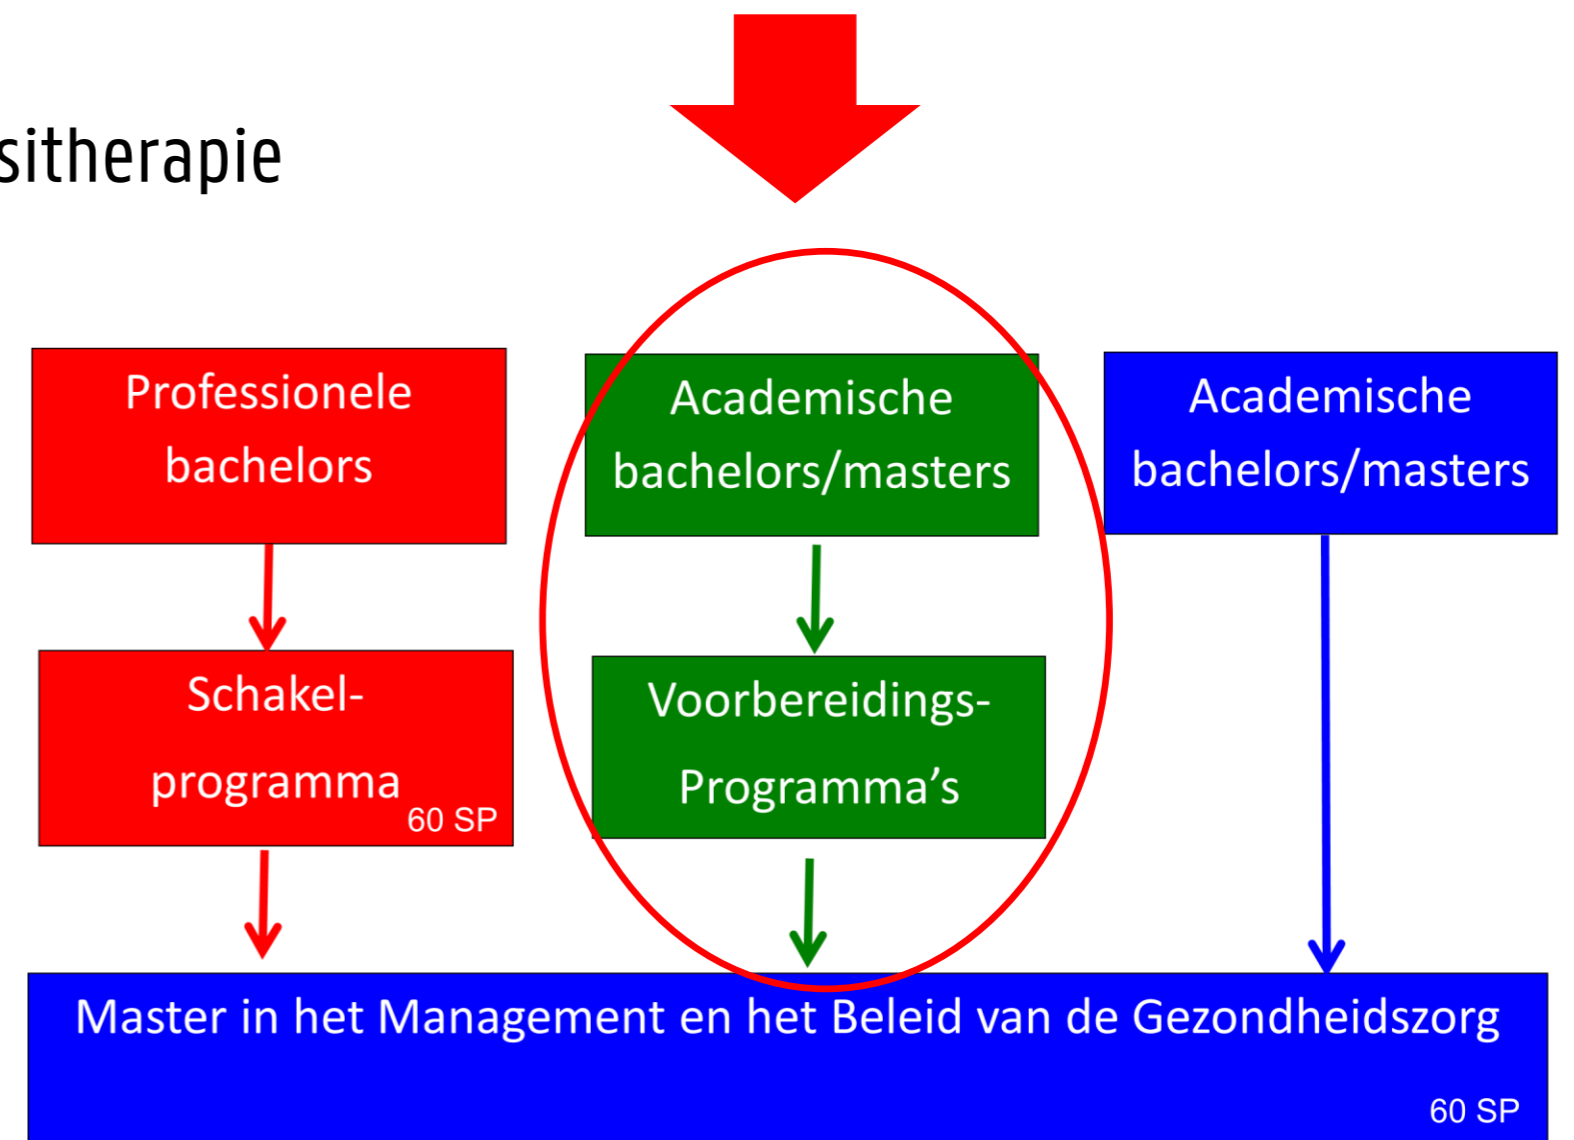 sitherapie
Professionele
bachelors
Academische
bachelors/masters
Academische
bachelors/masters
Schakel-
programma
60 SP
Voorbereidings-
Programma’s
Master in het Management en het Beleid van de Gezondheidszorg
60 SP